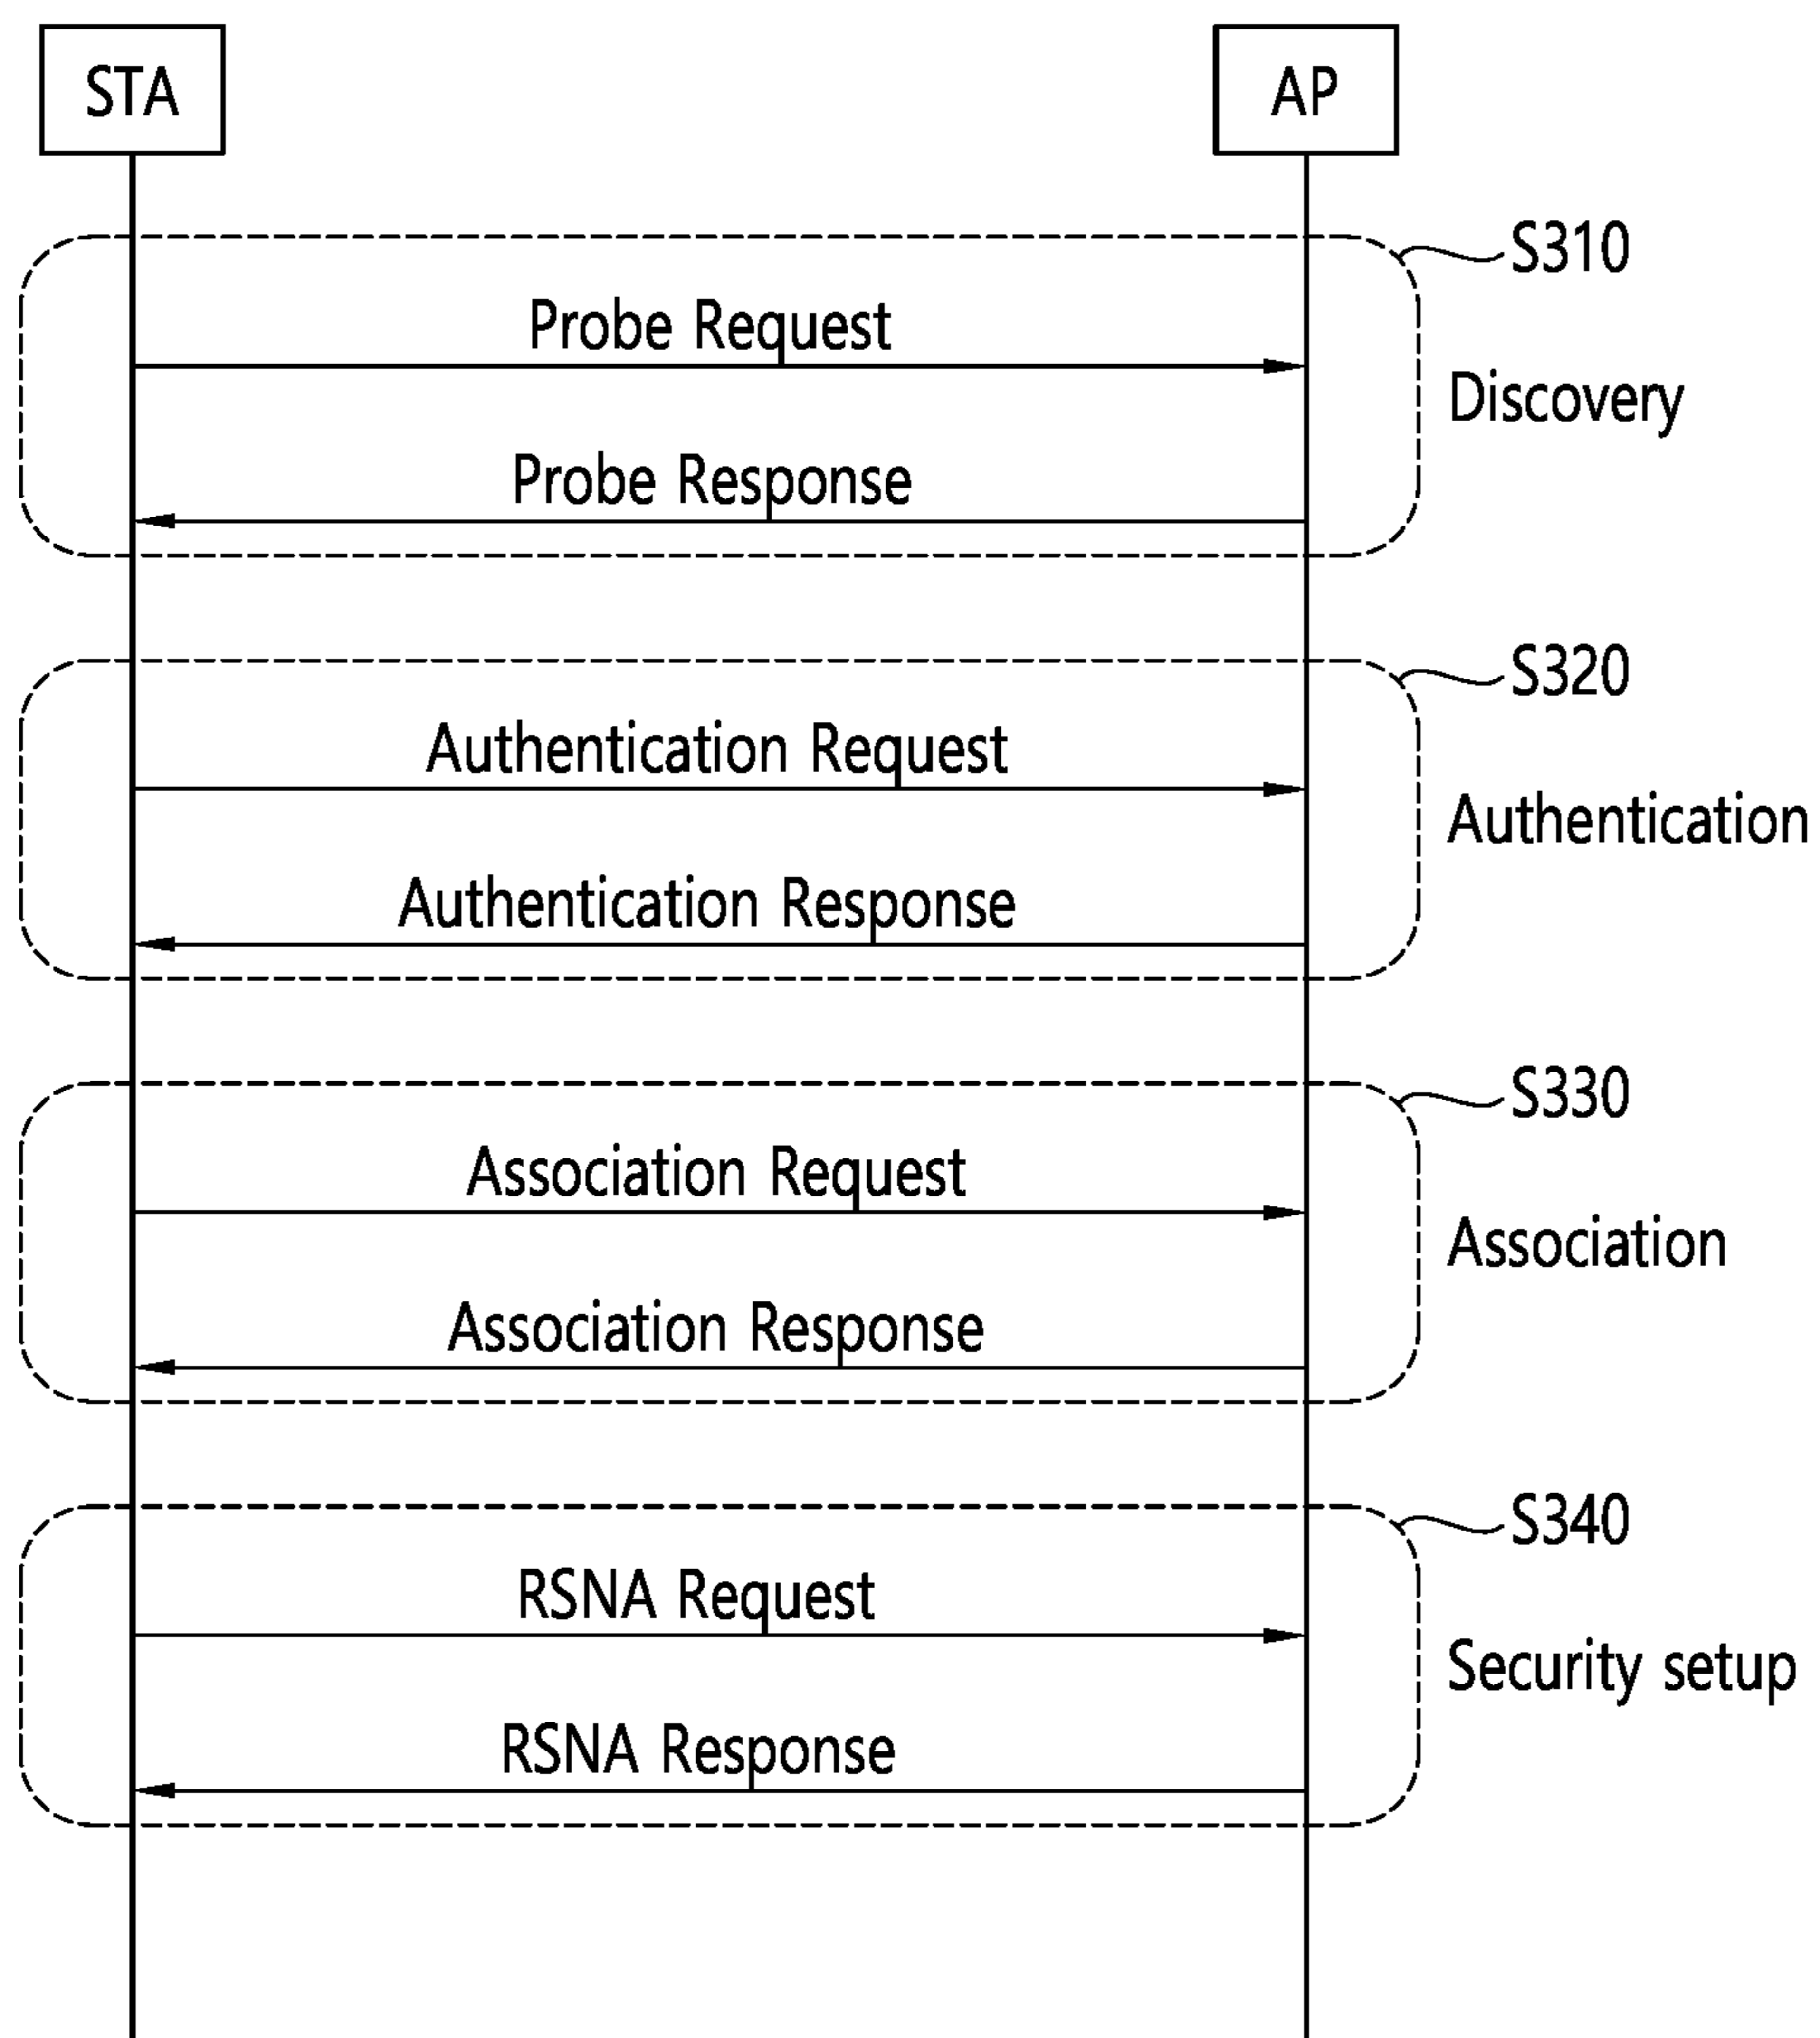 STA
AP
S310
Probe Request
Discovery
Probe Response
S320
Authentication Request
Authentication
Authentication Response
S330
Association Request
Association
Association Response
S340
RSNA Request
Security setup
RSNA Response